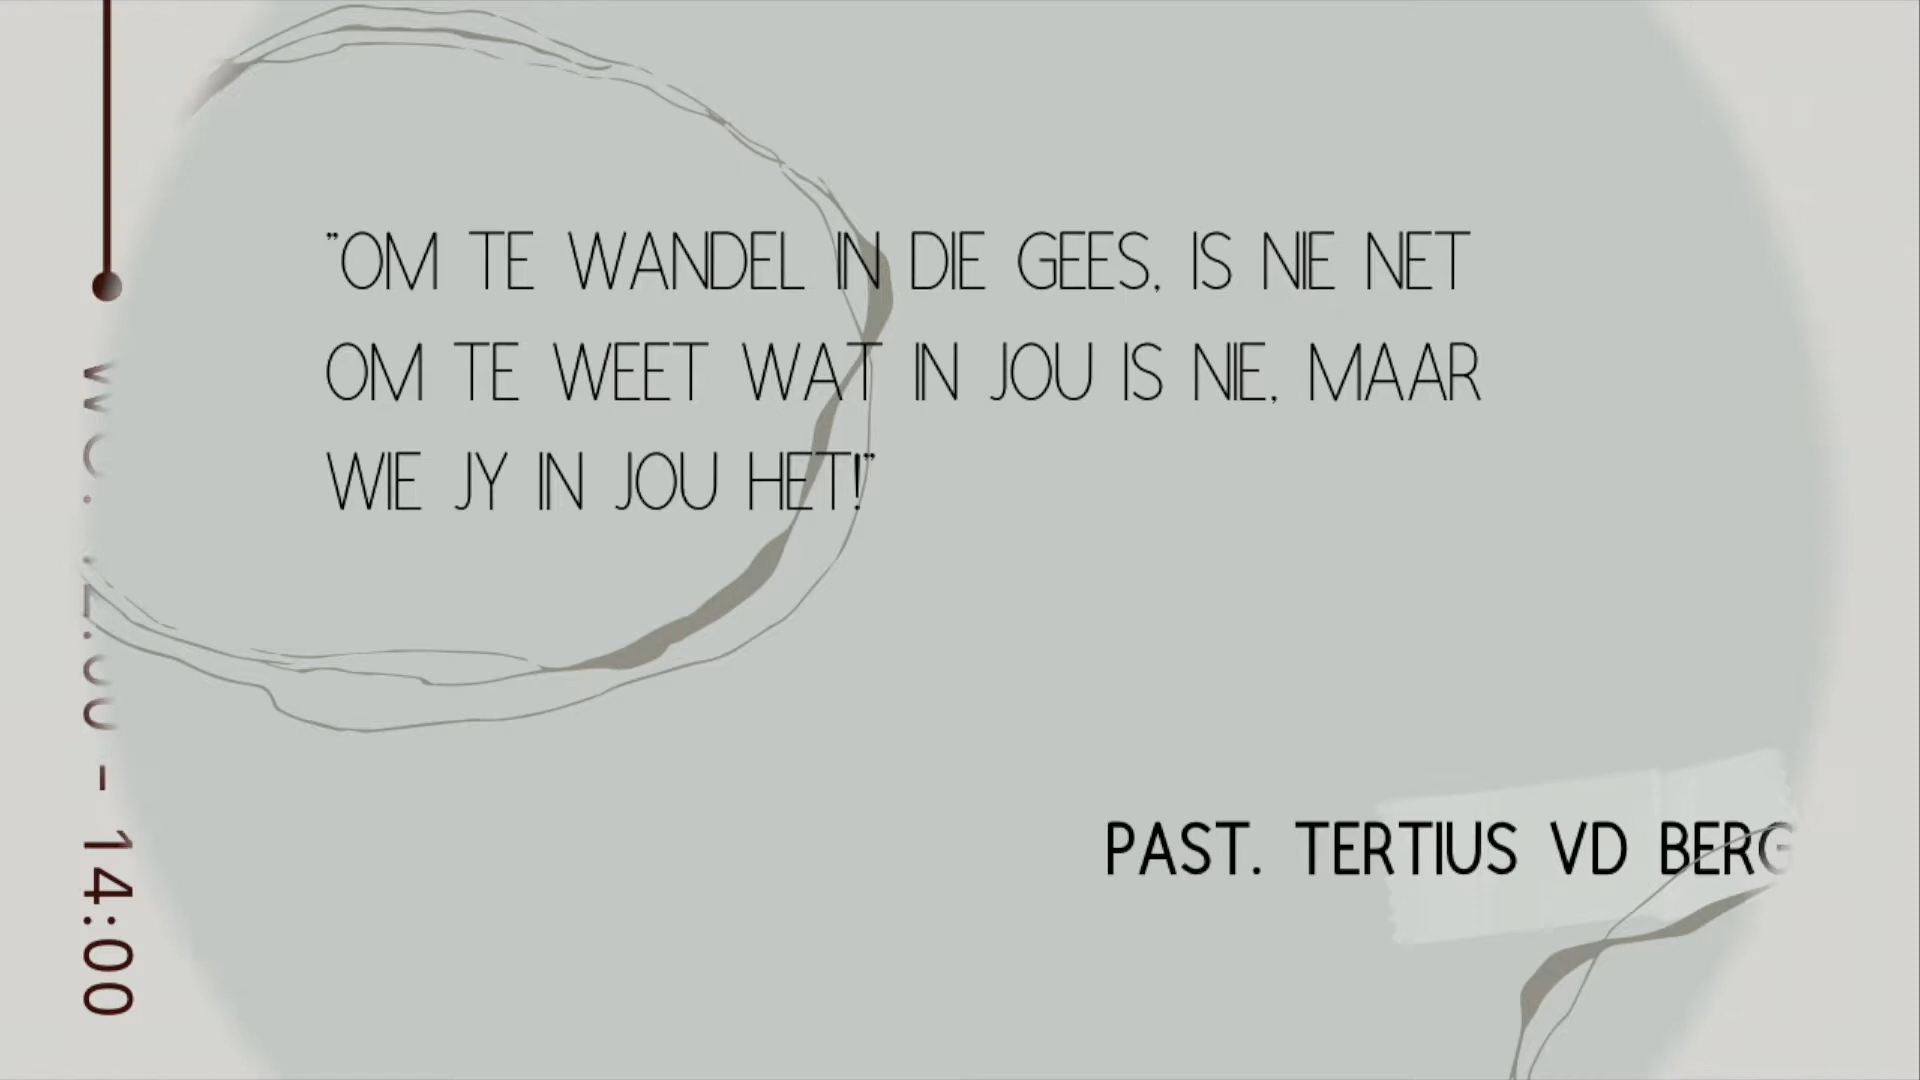 "OM TE WANDEL IN DIE GEES, IS NIE NET
OM TE WEET WAT IN JOU IS NIE, MAAR
WIE JY IN JOU HET!"
PAST. TERTIUS VD BERG
- 14:00